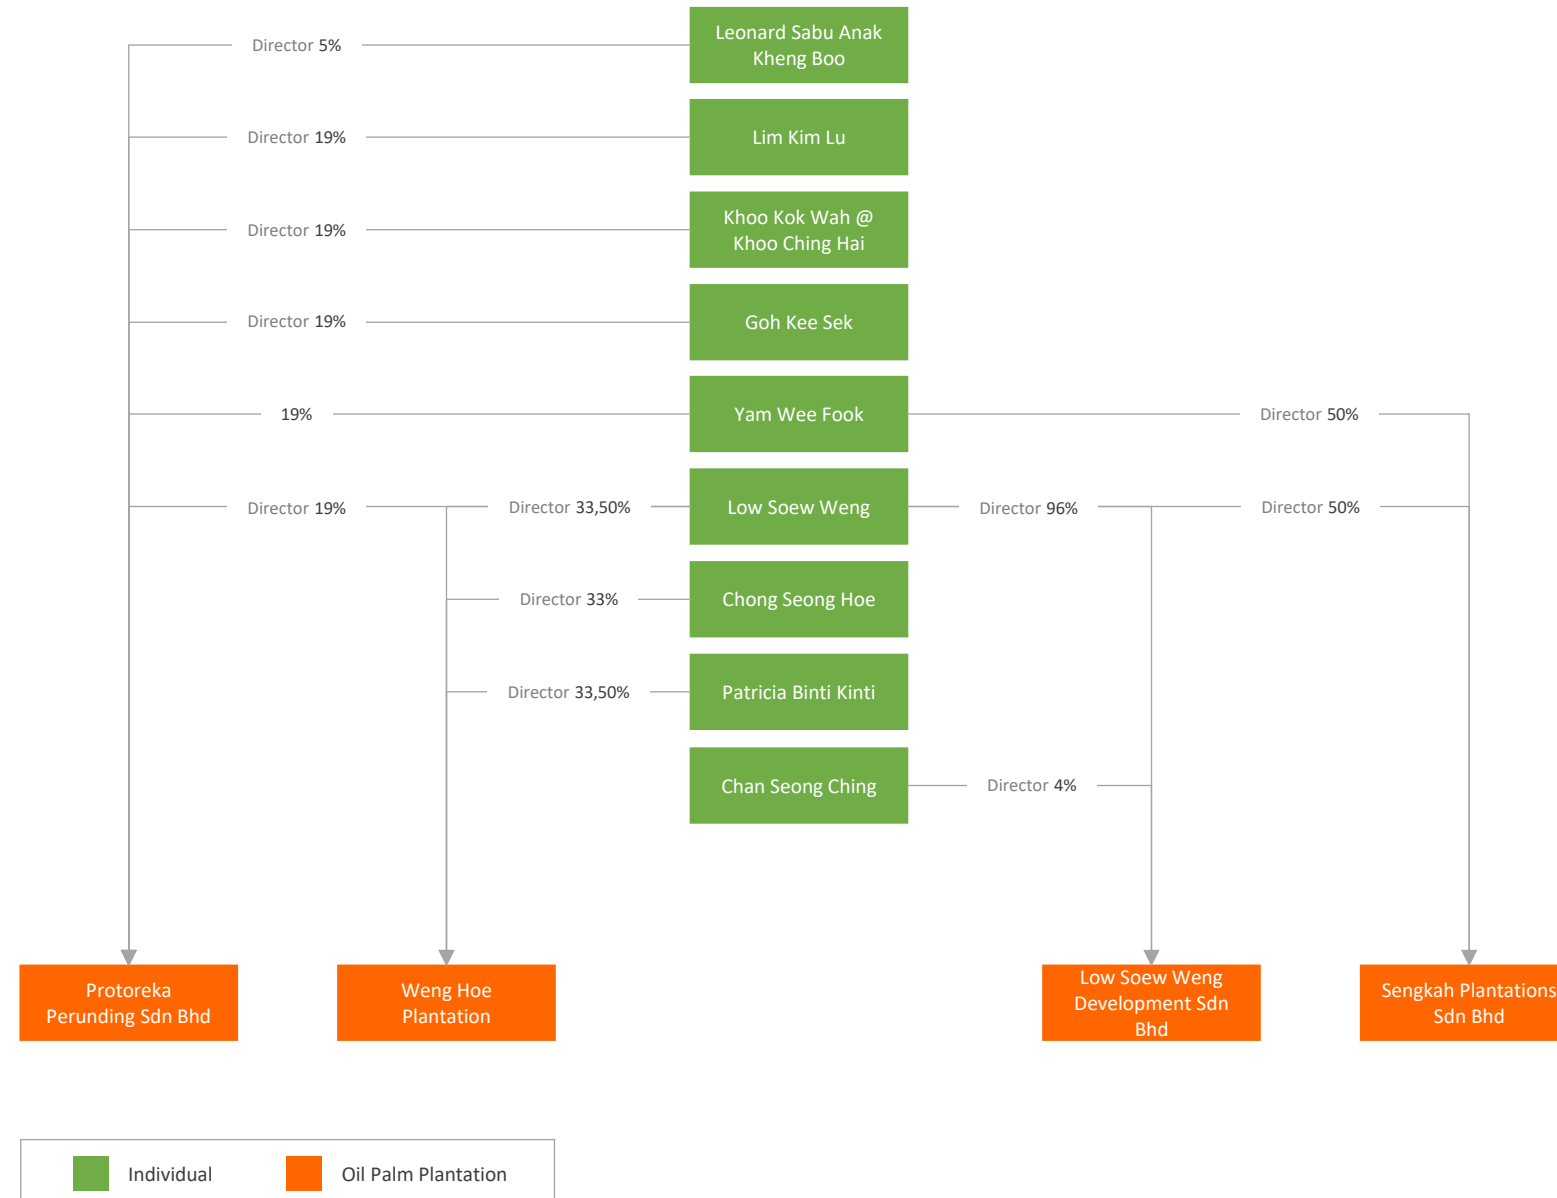 Leonard Sabu Anak
Kheng Boo
Director 5%
Lim Kim Lu
Director 19%
Khoo Kok Wah @
Khoo Ching Hai
Director 19%
Goh Kee Sek
Director 19%
19%
Yam Wee Fook
Director 50%
Director 19%
Director 33,50%
Low Soew Weng
Director 96%
Director 50%
Director 33%
Chong Seong Hoe
Director 33,50%
Patricia Binti Kinti
Chan Seong Ching
Director 4%
Protoreka
Perunding Sdn Bhd
Weng Hoe
Plantation
Low Soew Weng
Development Sdn
Bhd
Sengkah Plantations
Sdn Bhd
Individual
Oil Palm Plantation